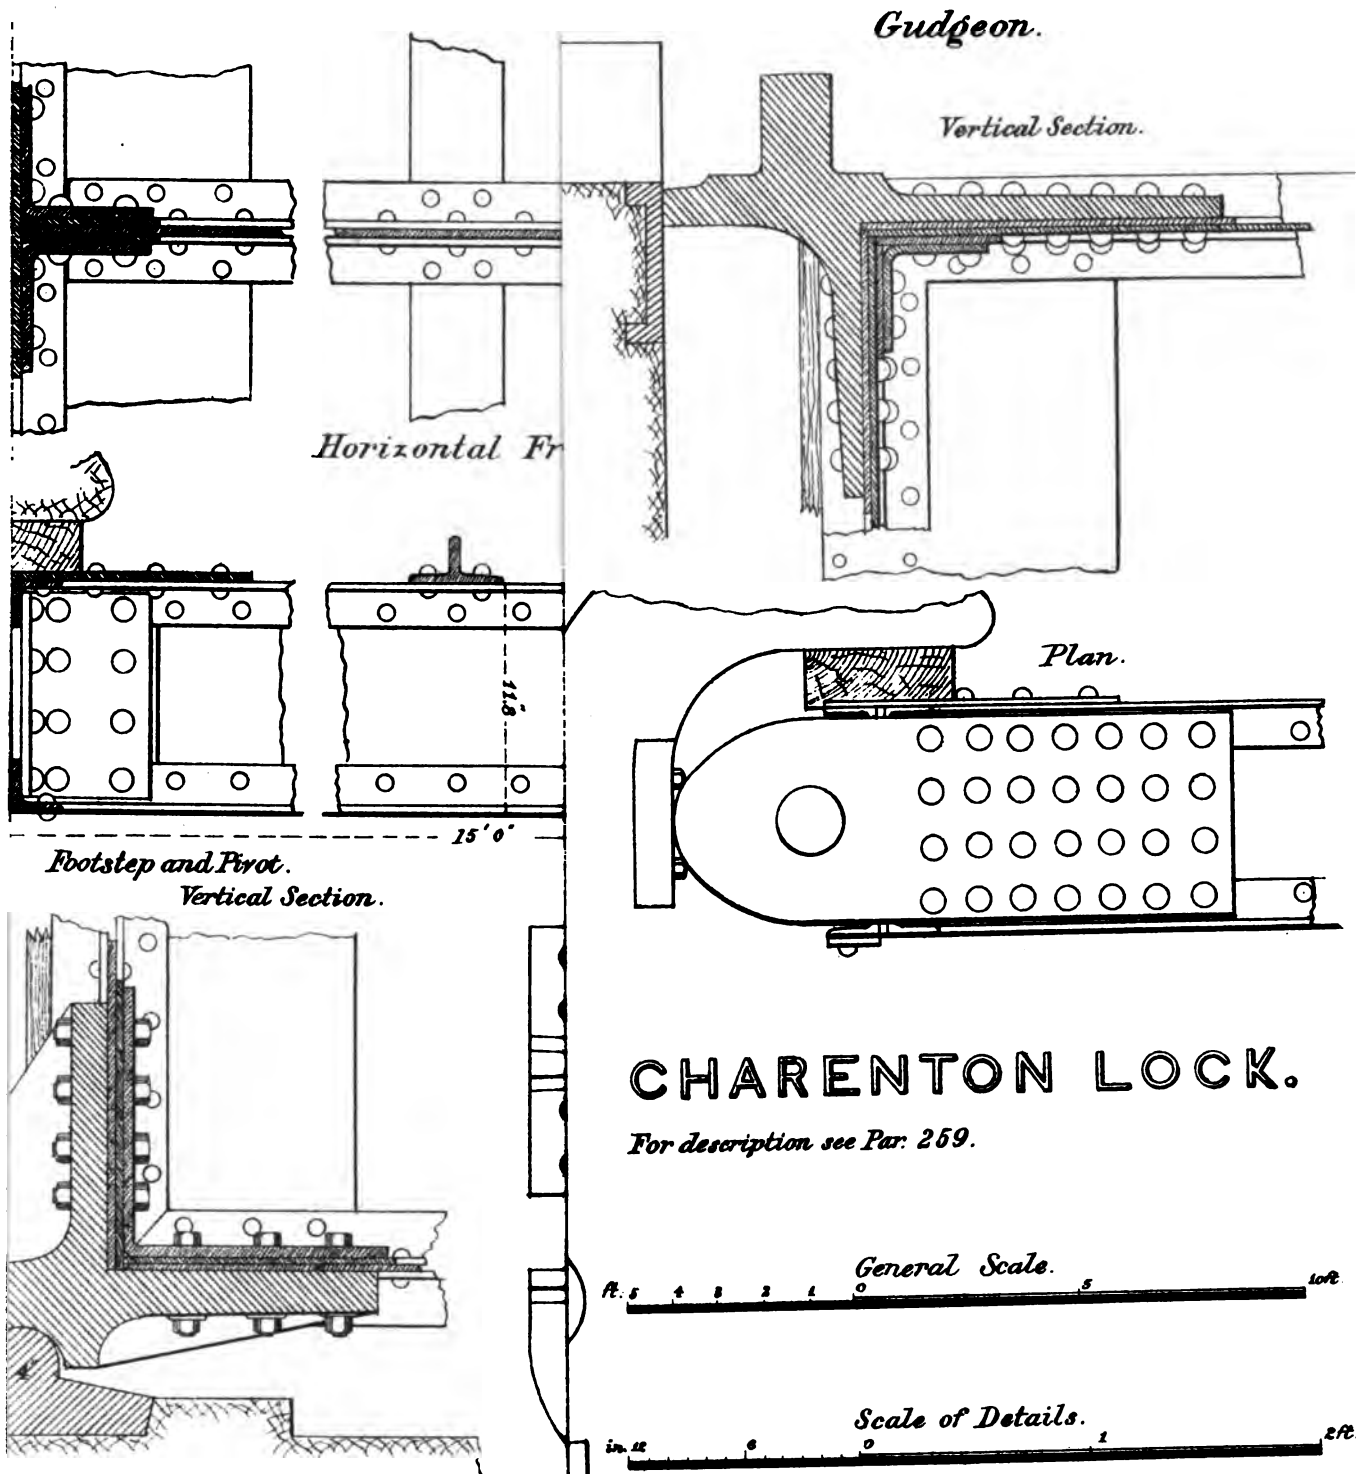 Gudgeon.
Vertical Section.
Horizontal Fr
11.8"
Plan.
15' 0"
Footstep and Pivot.
Vertical Section.
CHARENTON LOCK.
For description see Par. 259.
General Scale.
ft. 5 4 3 2 1 0 5 10ft.
4"
Scale of Details.
in. 12 6 0 1 2ft.